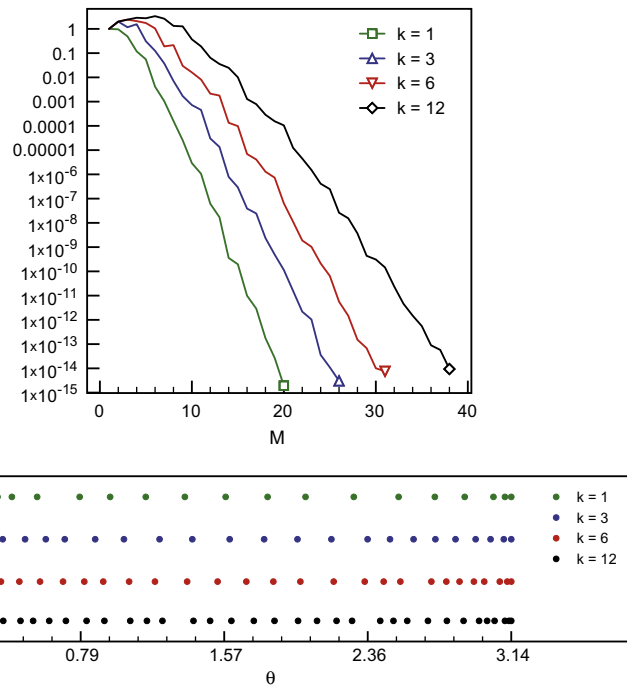 1
0.1
0.01
0.001
0.0001
0.00001
1×10⁻⁶
1×10⁻⁷
1×10⁻⁸
1×10⁻⁹
1×10⁻¹⁰
1×10⁻¹¹
1×10⁻¹²
1×10⁻¹³
1×10⁻¹⁴
1×10⁻¹⁵
k = 1
k = 3
k = 6
k = 12
0 10 20 30 40
M
k = 1
k = 3
k = 6
k = 12
0.79 1.57 2.36 3.14
θ